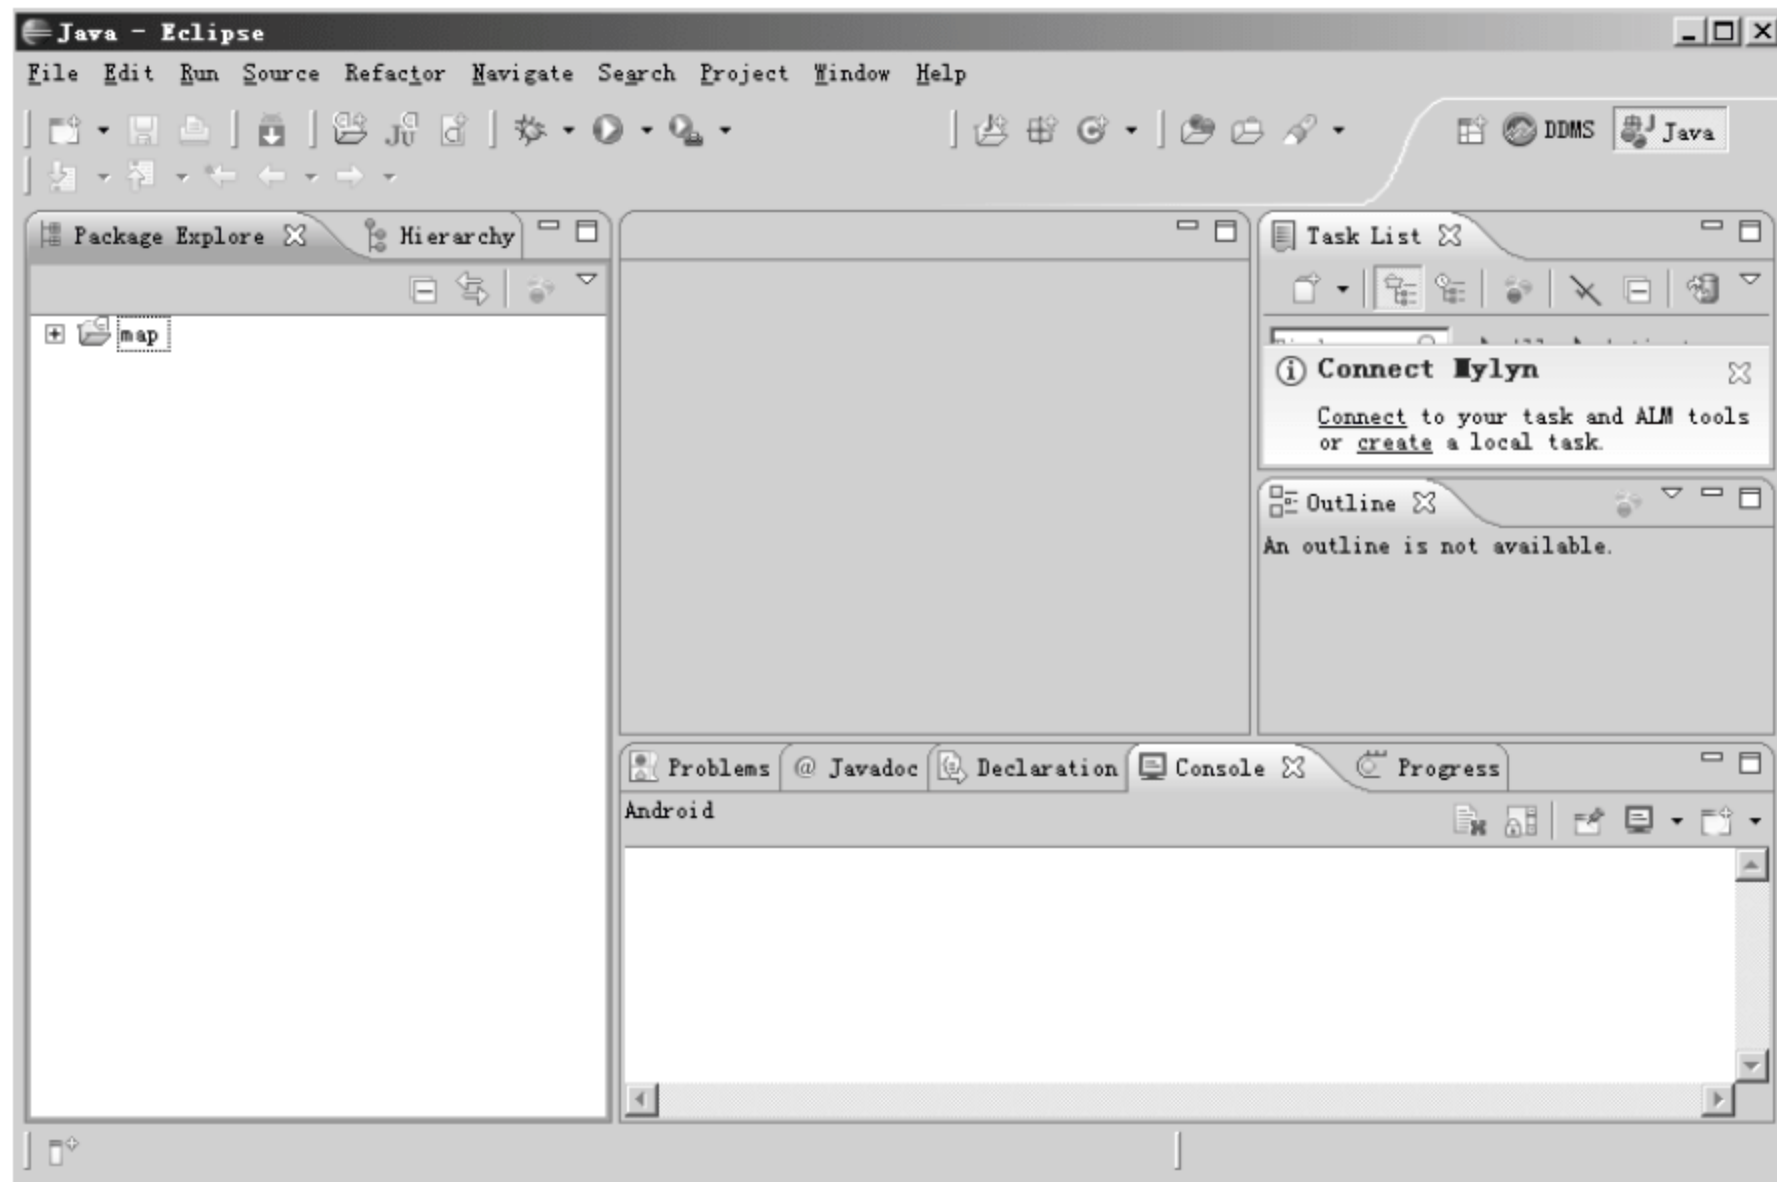 Java - Eclipse
File Edit Run Source Refactor Navigate Search Project Window Help
DDMS Java
Package Explore Hierarchy
Task List
map
Connect Mylyn
Connect to your task and ALM tools
or create a local task.
Outline
An outline is not available.
Problems @ Javadoc Declaration Console Progress
Android